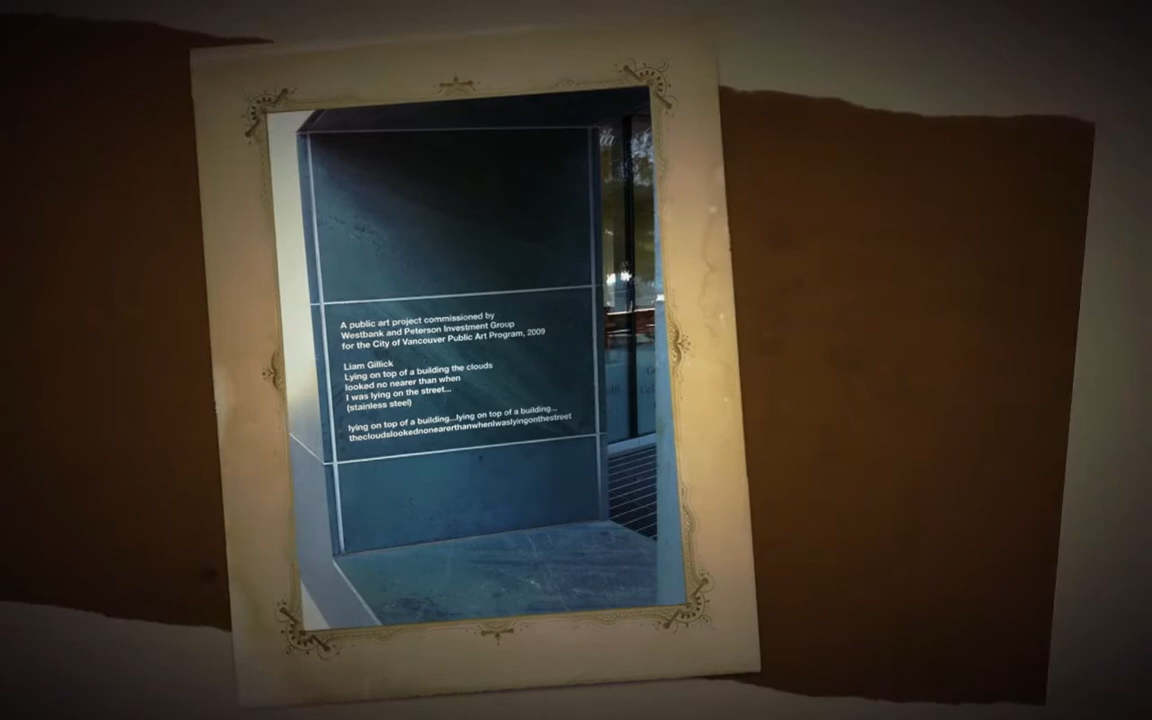 A public art project commissioned by
Westbank and Peterson Investment Group
for the City of Vancouver Public Art Program, 2009
Liam Gillick
Lying on top of a building the clouds
looked no nearer than when
I was lying on the street...
(stainless steel)
lying on top of a building...lying on top of a building...
thecloudslookednonearerthanwhenIwaslyingonthestreet